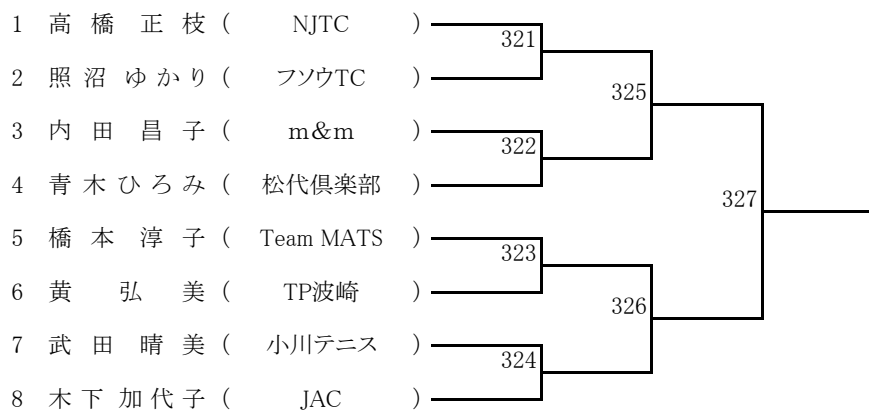 1 高橋正枝 ( NJTC )
321
2 照沼ゆかり ( フソウTC )
325
3 内田昌子 ( m&m )
322
4 青木ひろみ ( 松代倶楽部 )
327
5 橋本淳子 ( Team MATS )
323
6 黄弘美 ( TP波崎 )
326
7 武田晴美 ( 小川テニス )
324
8 木下加代子 ( JAC )